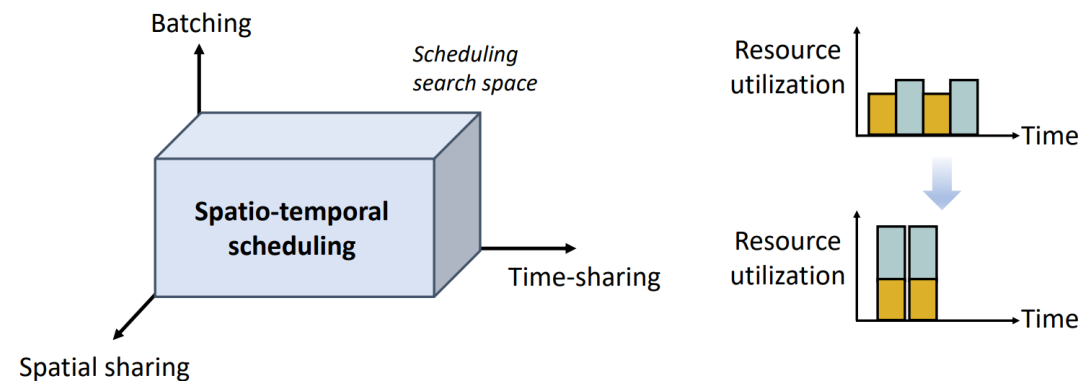 Batching
Scheduling
search space
Spatio-temporal
scheduling
Time-sharing
Spatial sharing
Resource
utilization
Time
Resource
utilization
Time